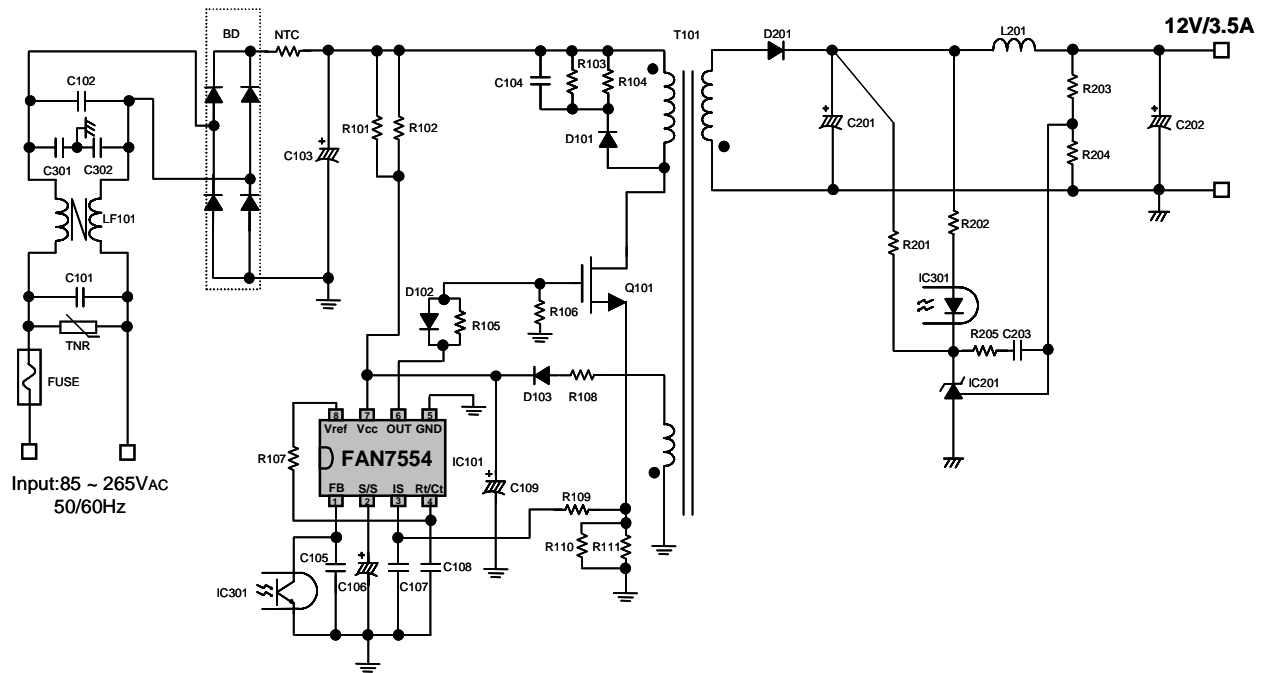 12V/3.5A
BD
NTC
T101
D201
L201
C102
C104
R103
R104
R203
R101
R102
D101
C201
C202
C103
R204
C301
C302
LF101
R202
R201
C101
IC301
D102
Q101
R106
R105
R205
C203
TNR
FUSE
IC201
D103
R108
8
7
6
5
Vref
Vcc
OUT
GND
R107
FAN7554
IC101
Input:85 ~ 265VAC
50/60Hz
FB
S/S
IS
Rt/Ct
1
2
3
4
C109
R109
R110
R111
C105
C106
C107
C108
IC301